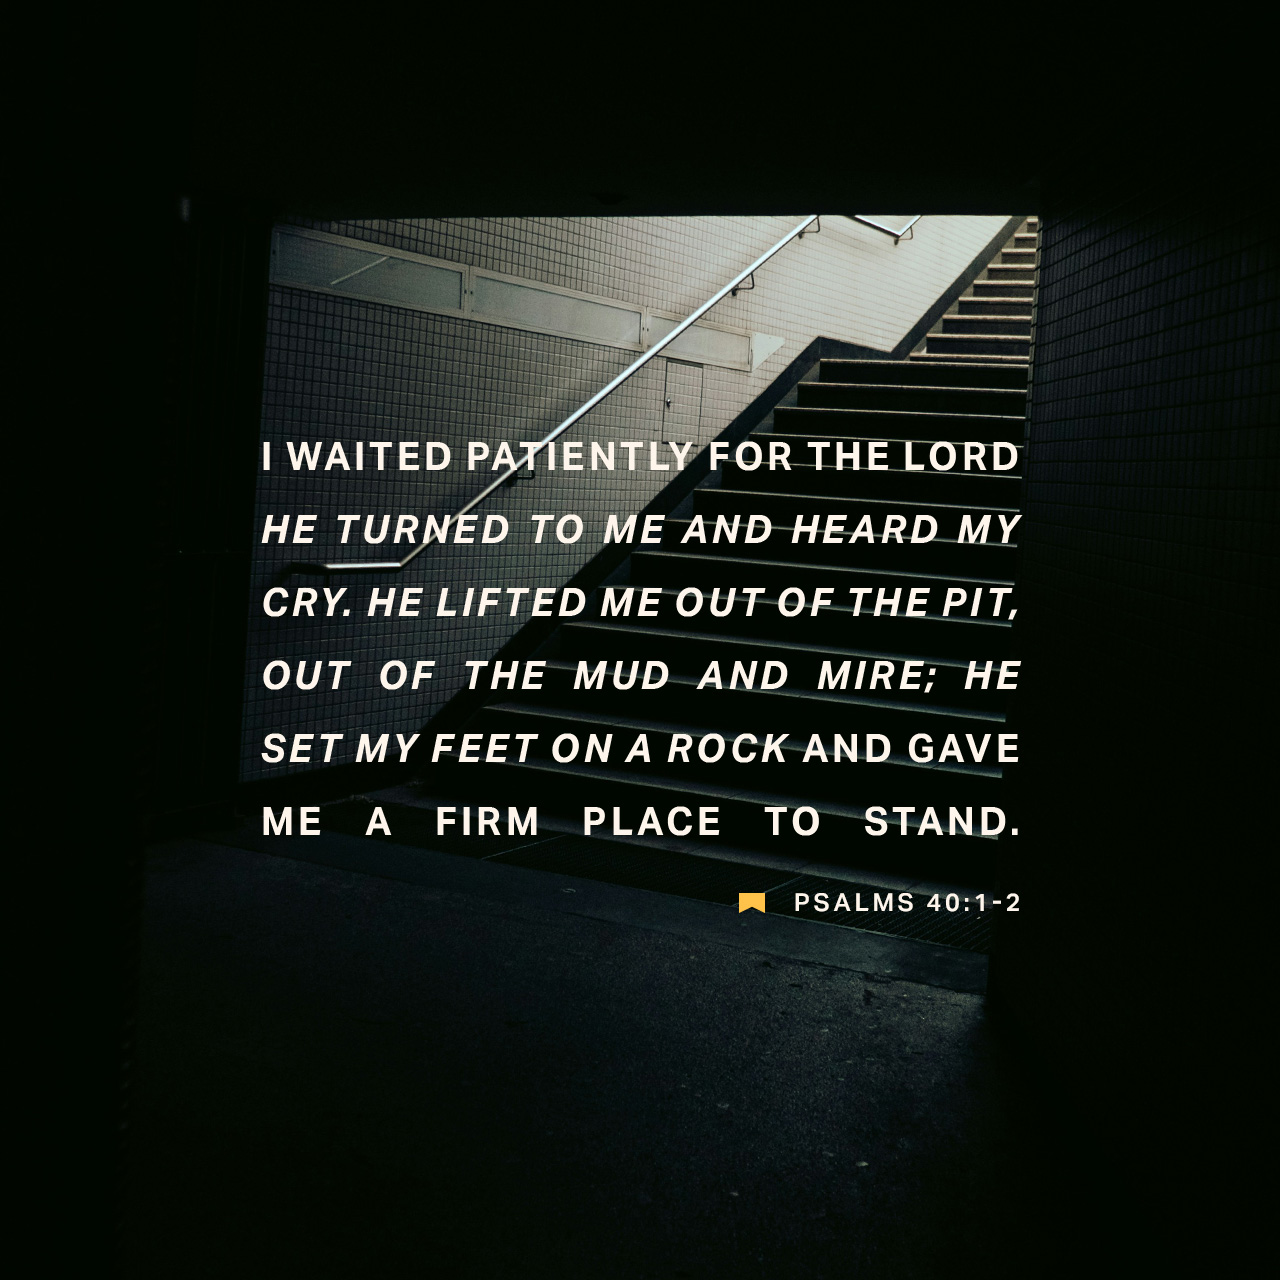 I WAITED PATIENTLY FOR THE LORD
HE TURNED TO ME AND HEARD MY
CRY. HE LIFTED ME OUT OF THE PIT,
OUT OF THE MUD AND MIRE; HE
SET MY FEET ON A ROCK AND GAVE
ME A FIRM PLACE TO STAND.
PSALMS 40:1-2